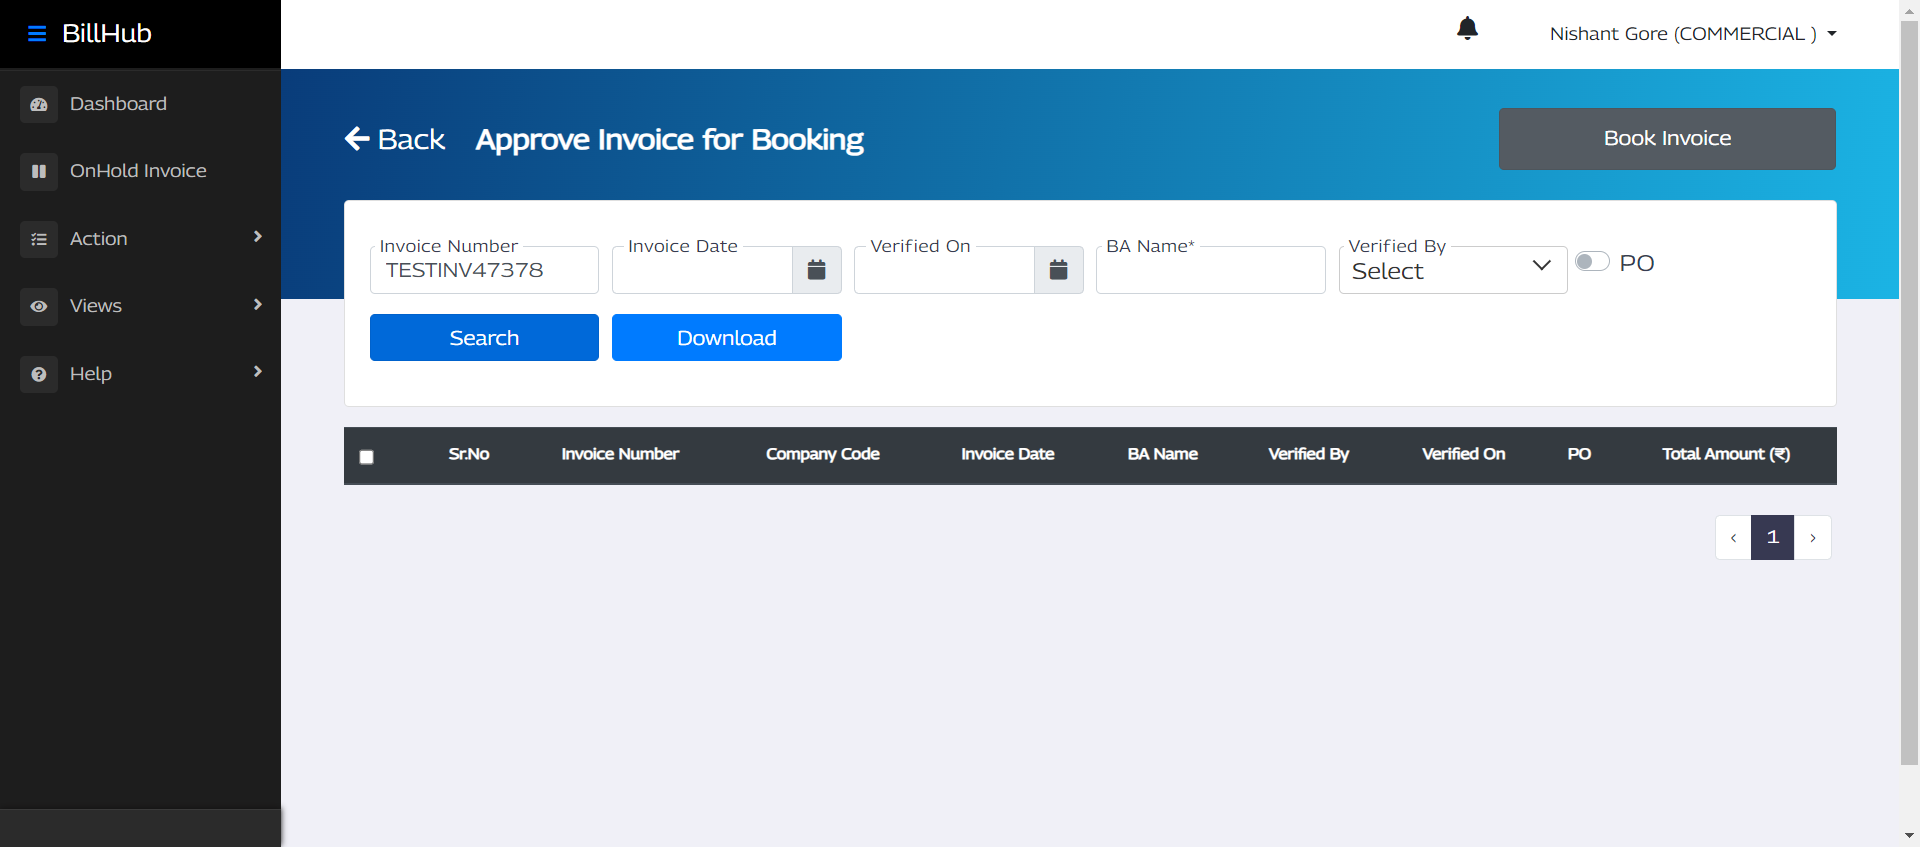 BillHub
Nishant Gore (COMMERCIAL )
Dashboard
OnHold Invoice
Action
Views
Help
Back
Approve Invoice for Booking
Book Invoice
Invoice Number
TESTINV47378
Invoice Date
Verified On
BA Name*
Verified By
Select
PO
Search
Download
Sr.No
Invoice Number
Company Code
Invoice Date
BA Name
Verified By
Verified On
PO
Total Amount (₹)
‹
1
›